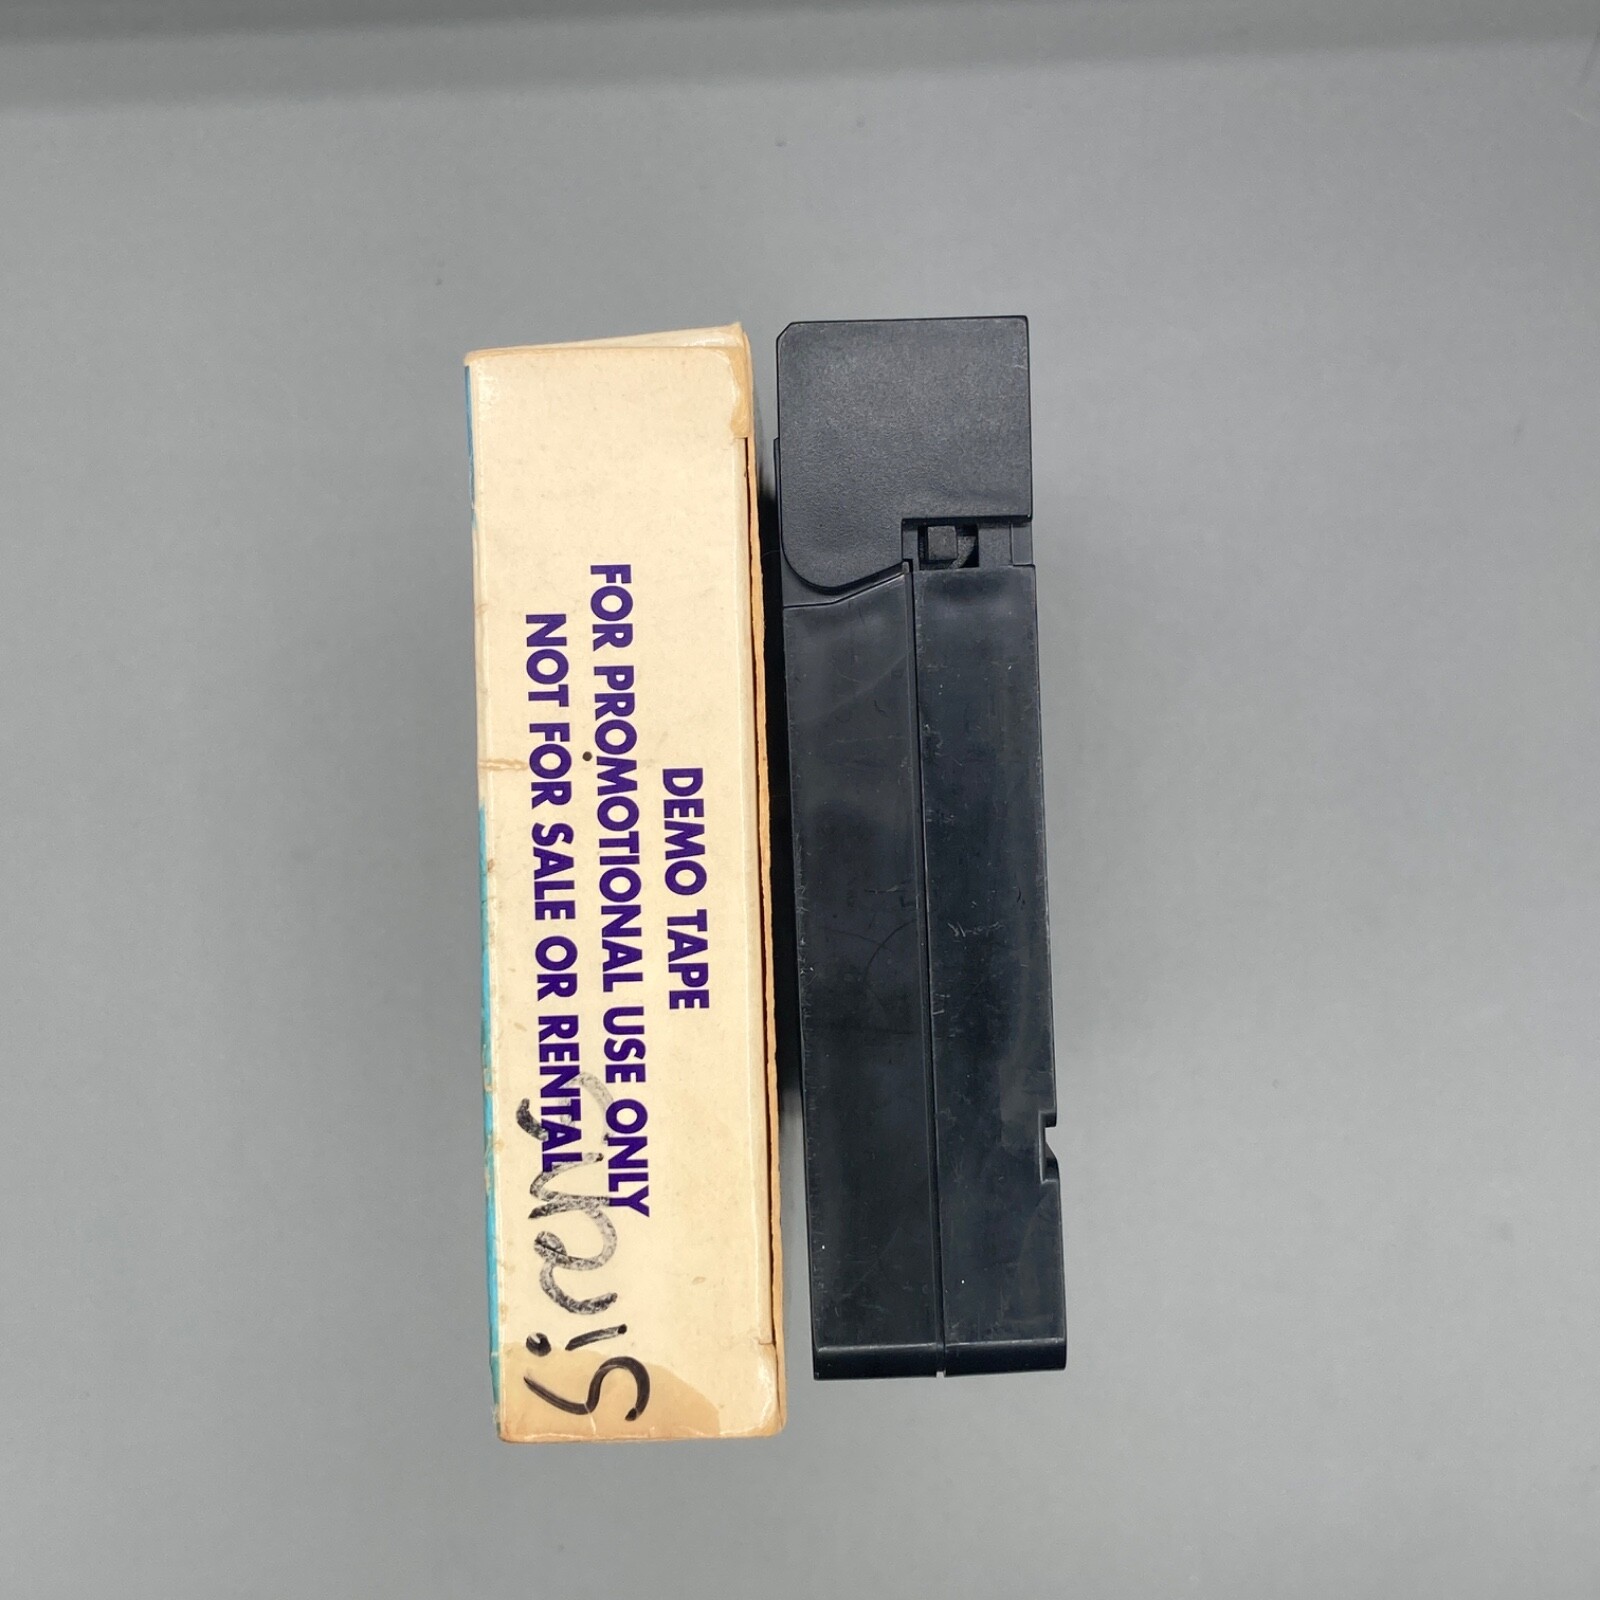 DEMO TAPE
FOR PROMOTIONAL USE ONLY
NOT FOR SALE OR RENTAL